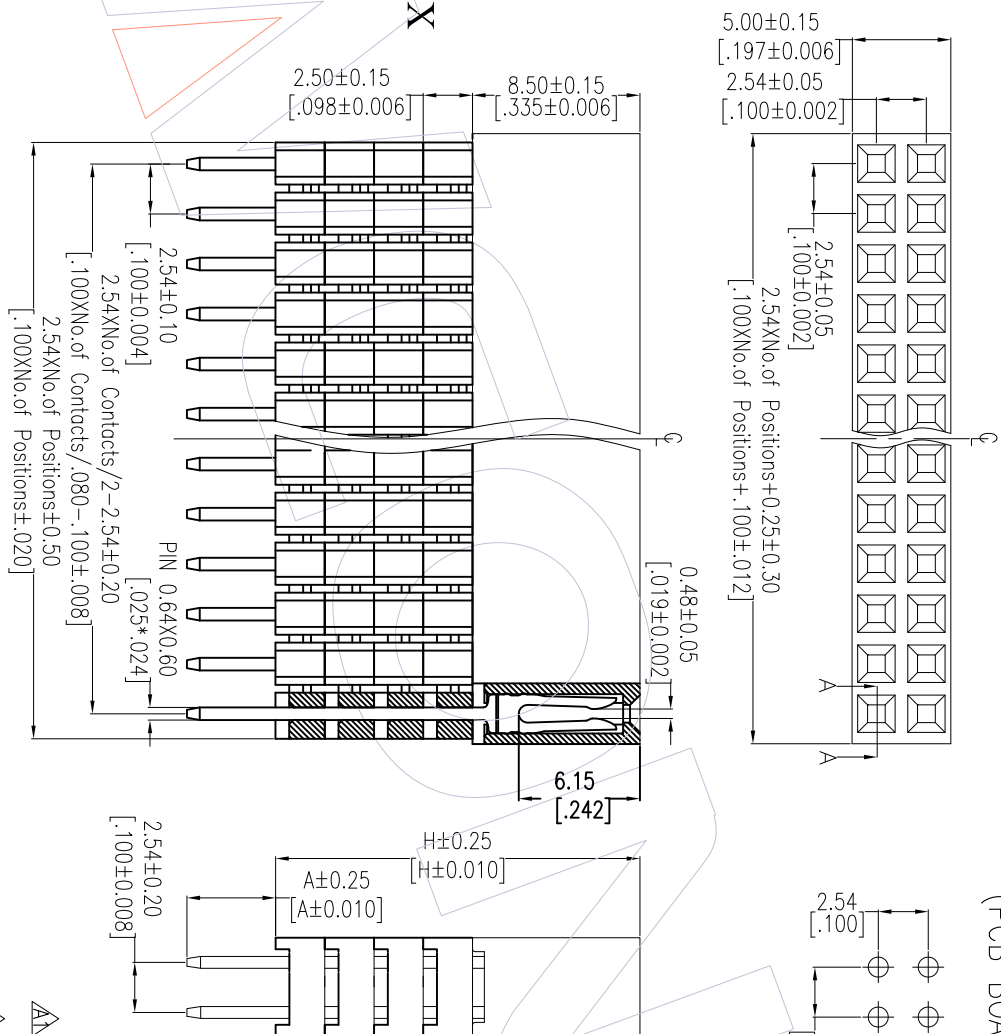 5.00±0.15
[.197±0.006]
2.54±0.05
[.100±0.002]
2.54±0.05
[.100±0.002]
2.54XNo.of Positions+0.25±0.30
[.100XNo.of Positions+.100±.012]
A
A
X
2.50±0.15
[.098±0.006]
8.50±0.15
[.335±0.006]
2.54±0.10
[.100±0.004]
2.54XNo.of Contacts/2-2.54±0.20
[.100XNo.of Contacts/.080-.100±.008]
2.54XNo.of Positions±0.50
[.100XNo.of Positions±.020]
PIN 0.64X0.60
[.025*.024]
0.48±0.05
[.019±0.002]
6.15
[.242]
H±0.25
[H±0.010]
A±0.25
[A±0.010]
2.54±0.20
[.100±0.008]
2.54
[.100]
A1